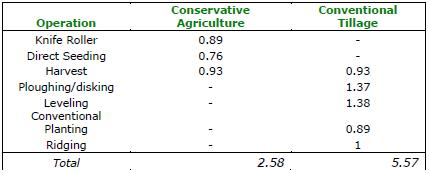 Operation Conservative Agriculture Conventional Tillage
Knife Roller 0.89 -
Direct Seeding 0.76 -
Harvest 0.93 0.93
Ploughing/disking - 1.37
Leveling - 1.38
Conventional
Planting - 0.89
Ridging - 1
Total 2.58 5.57